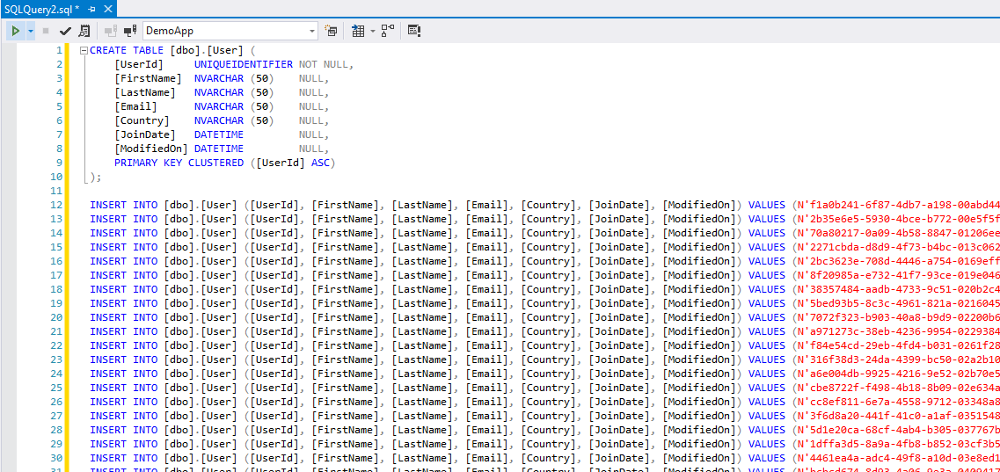 SQLQuery2.sql *
DemoApp
1 CREATE TABLE [dbo].[User] (
2 [UserId] UNIQUEIDENTIFIER NOT NULL,
3 [FirstName] NVARCHAR (50) NULL,
4 [LastName] NVARCHAR (50) NULL,
5 [Email] NVARCHAR (50) NULL,
6 [Country] NVARCHAR (50) NULL,
7 [JoinDate] DATETIME NULL,
8 [ModifiedOn] DATETIME NULL,
9 PRIMARY KEY CLUSTERED ([UserId] ASC)
10 );
11
12 INSERT INTO [dbo].[User] ([UserId], [FirstName], [LastName], [Email], [Country], [JoinDate], [ModifiedOn]) VALUES (N'f1a0b241-6f87-4db7-a198-00abd44
13 INSERT INTO [dbo].[User] ([UserId], [FirstName], [LastName], [Email], [Country], [JoinDate], [ModifiedOn]) VALUES (N'2b35e6e5-5930-4bce-b772-00e5f5f
14 INSERT INTO [dbo].[User] ([UserId], [FirstName], [LastName], [Email], [Country], [JoinDate], [ModifiedOn]) VALUES (N'70a80217-0a09-4b58-8847-01206ee
15 INSERT INTO [dbo].[User] ([UserId], [FirstName], [LastName], [Email], [Country], [JoinDate], [ModifiedOn]) VALUES (N'2271cbda-d8d9-4f73-b4bc-013c062
16 INSERT INTO [dbo].[User] ([UserId], [FirstName], [LastName], [Email], [Country], [JoinDate], [ModifiedOn]) VALUES (N'2bc3623e-708d-4446-a754-0169eff
17 INSERT INTO [dbo].[User] ([UserId], [FirstName], [LastName], [Email], [Country], [JoinDate], [ModifiedOn]) VALUES (N'8f20985a-e732-41f7-93ce-019e046
18 INSERT INTO [dbo].[User] ([UserId], [FirstName], [LastName], [Email], [Country], [JoinDate], [ModifiedOn]) VALUES (N'38357484-aadb-4733-9c51-020b2c4
19 INSERT INTO [dbo].[User] ([UserId], [FirstName], [LastName], [Email], [Country], [JoinDate], [ModifiedOn]) VALUES (N'5bed93b5-8c3c-4961-821a-0216045
20 INSERT INTO [dbo].[User] ([UserId], [FirstName], [LastName], [Email], [Country], [JoinDate], [ModifiedOn]) VALUES (N'7072f323-b903-40a8-b9d9-02200b6
21 INSERT INTO [dbo].[User] ([UserId], [FirstName], [LastName], [Email], [Country], [JoinDate], [ModifiedOn]) VALUES (N'a971273c-38eb-4236-9954-0229384
22 INSERT INTO [dbo].[User] ([UserId], [FirstName], [LastName], [Email], [Country], [JoinDate], [ModifiedOn]) VALUES (N'f84e54cd-29eb-4fd4-b031-0261f28
23 INSERT INTO [dbo].[User] ([UserId], [FirstName], [LastName], [Email], [Country], [JoinDate], [ModifiedOn]) VALUES (N'316f38d3-24da-4399-bc50-02a2b10
24 INSERT INTO [dbo].[User] ([UserId], [FirstName], [LastName], [Email], [Country], [JoinDate], [ModifiedOn]) VALUES (N'a6e004db-9925-4216-9e52-02b70e5
25 INSERT INTO [dbo].[User] ([UserId], [FirstName], [LastName], [Email], [Country], [JoinDate], [ModifiedOn]) VALUES (N'cbe8722f-f498-4b18-8b09-02e634a
26 INSERT INTO [dbo].[User] ([UserId], [FirstName], [LastName], [Email], [Country], [JoinDate], [ModifiedOn]) VALUES (N'cc8ef811-6e7a-4558-9712-03348a8
27 INSERT INTO [dbo].[User] ([UserId], [FirstName], [LastName], [Email], [Country], [JoinDate], [ModifiedOn]) VALUES (N'3f6d8a20-441f-41c0-a1af-0351548
28 INSERT INTO [dbo].[User] ([UserId], [FirstName], [LastName], [Email], [Country], [JoinDate], [ModifiedOn]) VALUES (N'5d1e20ca-68cf-4ab4-b305-037767b
29 INSERT INTO [dbo].[User] ([UserId], [FirstName], [LastName], [Email], [Country], [JoinDate], [ModifiedOn]) VALUES (N'1dffa3d5-8a9a-4fb8-b852-03cf3b5
30 INSERT INTO [dbo].[User] ([UserId], [FirstName], [LastName], [Email], [Country], [JoinDate], [ModifiedOn]) VALUES (N'4461ea4a-adc4-49f8-a10d-03e8ed1
31 INSERT INTO [dbo].[User] ([UserId], [FirstName], [LastName], [Email], [Country], [JoinDate], [ModifiedOn]) VALUES